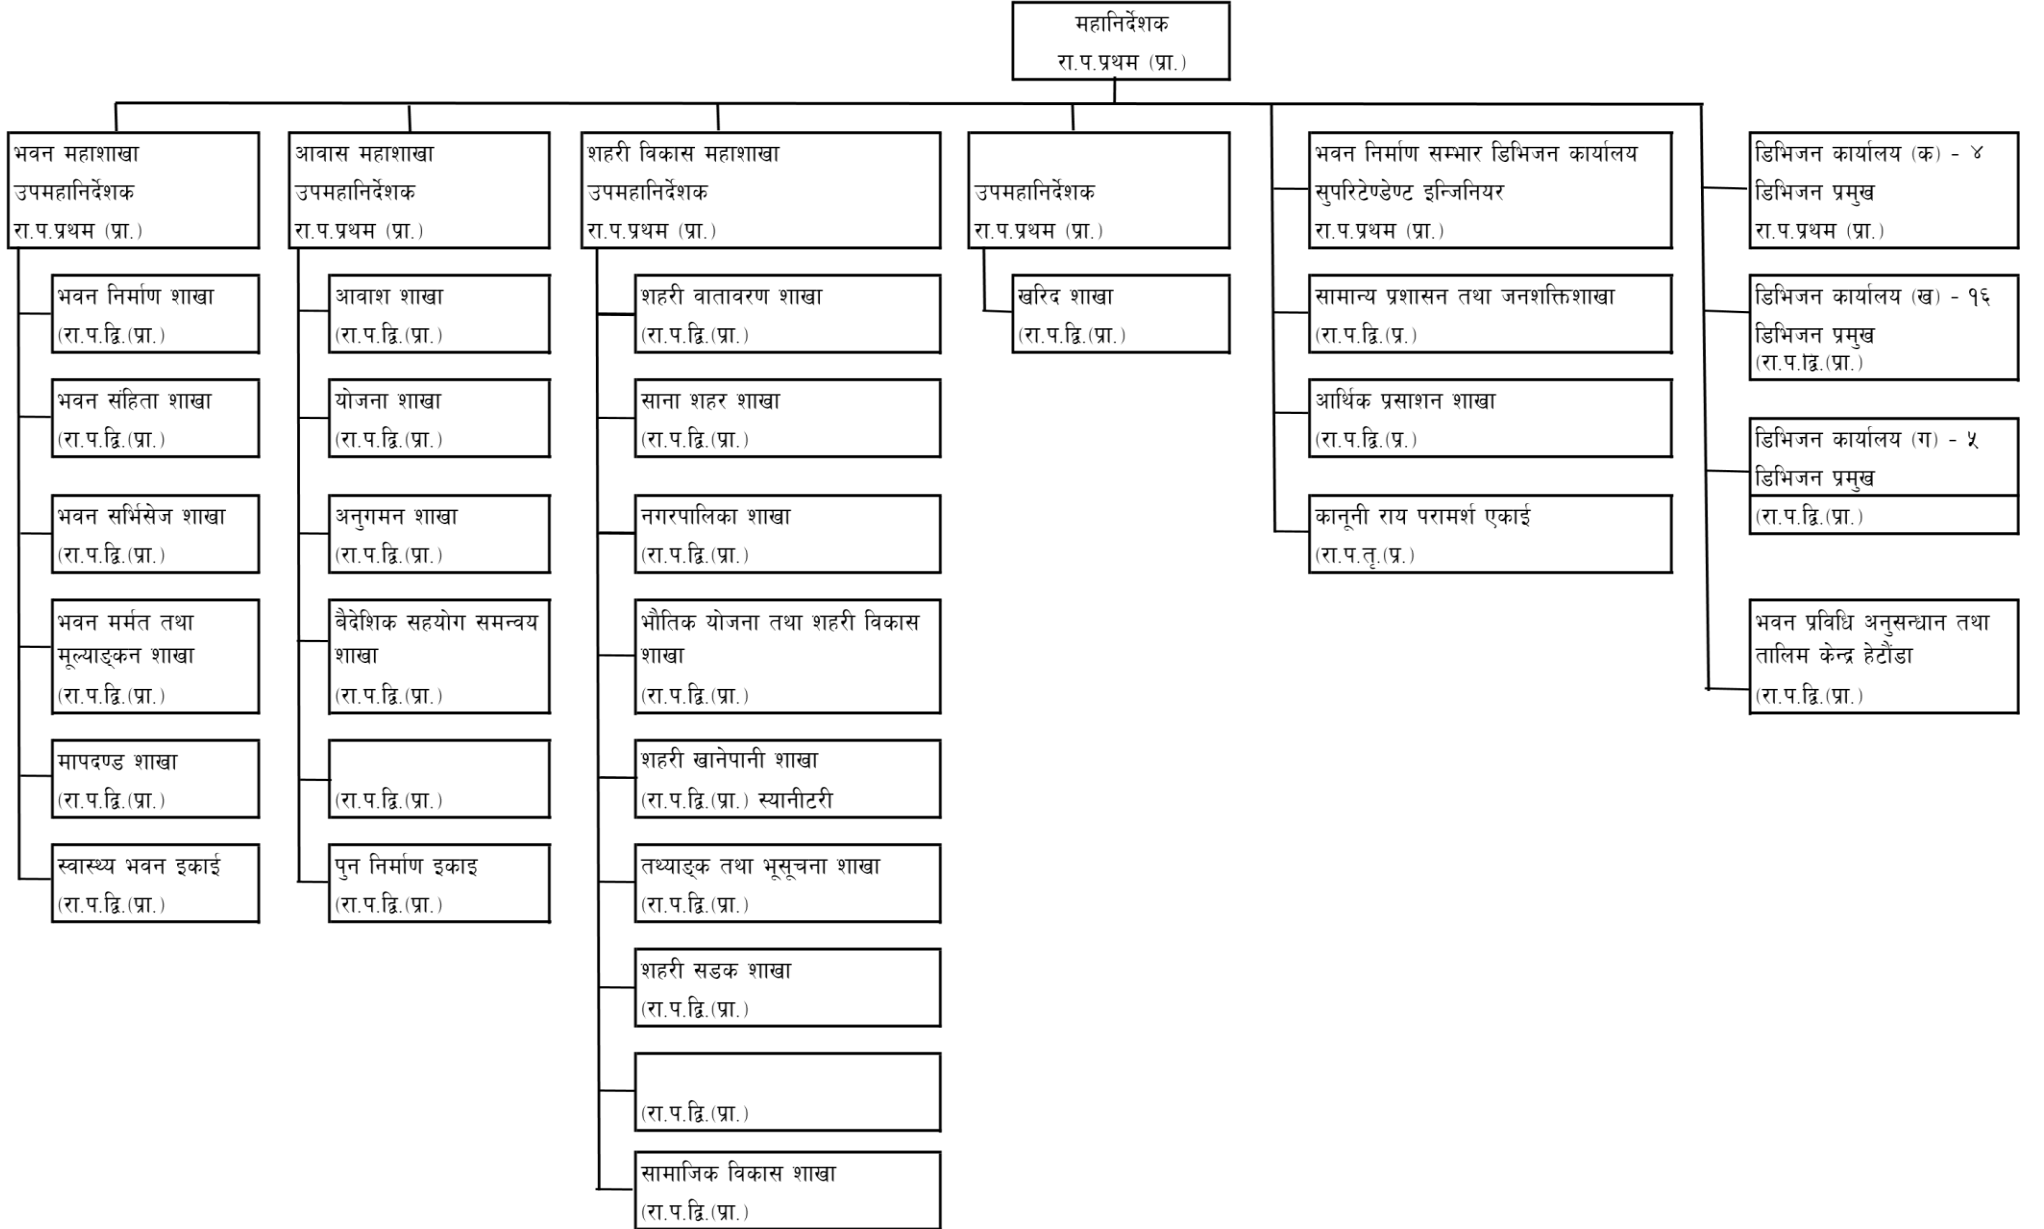 महानिर्देशक
रा.प.प्रथम (प्रा.)
भवन महाशाखा
उपमहानिर्देशक
रा.प.प्रथम (प्रा.)
भवन निर्माण शाखा
(रा.प.द्वि.(प्रा.)
भवन संहिता शाखा
(रा.प.द्वि.(प्रा.)
भवन सर्भिसेज शाखा
(रा.प.द्वि.(प्रा.)
भवन मर्मत तथा
मूल्याङ्कन शाखा
(रा.प.द्वि.(प्रा.)
मापदण्ड शाखा
(रा.प.द्वि.(प्रा.)
स्वास्थ्य भवन इकाई
(रा.प.द्वि.(प्रा.)
आवास महाशाखा
उपमहानिर्देशक
रा.प.प्रथम (प्रा.)
आवाश शाखा
(रा.प.द्वि.(प्रा.)
योजना शाखा
(रा.प.द्वि.(प्रा.)
अनुगमन शाखा
(रा.प.द्वि.(प्रा.)
बैदेशिक सहयोग समन्वय
शाखा
(रा.प.द्वि.(प्रा.)
(रा.प.द्वि.(प्रा.)
पुन निर्माण इकाइ
(रा.प.द्वि.(प्रा.)
शहरी विकास महाशाखा
उपमहानिर्देशक
रा.प.प्रथम (प्रा.)
शहरी वातावरण शाखा
(रा.प.द्वि.(प्रा.)
साना शहर शाखा
(रा.प.द्वि.(प्रा.)
नगरपालिका शाखा
(रा.प.द्वि.(प्रा.)
भौतिक योजना तथा शहरी विकास
शाखा
(रा.प.द्वि.(प्रा.)
शहरी खानेपानी शाखा
(रा.प.द्वि.(प्रा.) स्यानीटरी
तथ्याङ्क तथा भूसूचना शाखा
(रा.प.द्वि.(प्रा.)
शहरी सडक शाखा
(रा.प.द्वि.(प्रा.)
(रा.प.द्वि.(प्रा.)
सामाजिक विकास शाखा
(रा.प.द्वि.(प्रा.)
उपमहानिर्देशक
रा.प.प्रथम (प्रा.)
खरिद शाखा
(रा.प.द्वि.(प्रा.)
भवन निर्माण सम्भार डिभिजन कार्यालय
सुपरिटेण्डेण्ट इन्जिनियर
रा.प.प्रथम (प्रा.)
सामान्य प्रशासन तथा जनशक्तिशाखा
(रा.प.द्वि.(प्र.)
आर्थिक प्रसाशन शाखा
(रा.प.द्वि.(प्र.)
कानूनी राय परामर्श एकाई
(रा.प.तृ.(प्र.)
डिभिजन कार्यालय (क) - ४
डिभिजन प्रमुख
रा.प.प्रथम (प्रा.)
डिभिजन कार्यालय (ख) - १६
डिभिजन प्रमुख
(रा.प.द्वि.(प्रा.)
डिभिजन कार्यालय (ग) - ५
डिभिजन प्रमुख
(रा.प.द्वि.(प्रा.)
भवन प्रविधि अनुसन्धान तथा
तालिम केन्द्र हेटौंडा
(रा.प.द्वि.(प्रा.)